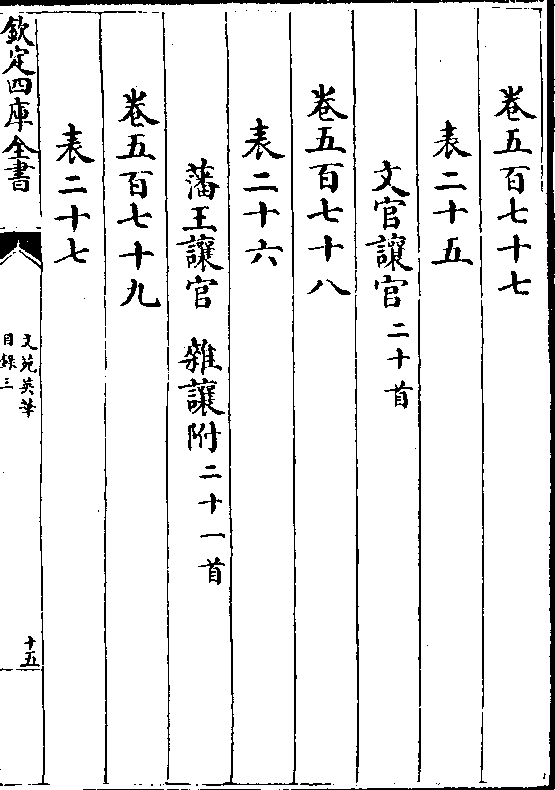 卷五百七十七
表二十五
文官讓官二十首
卷五百七十八
表二十六
藩王讓官 雜讓附二十一首
卷五百七十九
表二十七
欽定四庫全書
文苑英華
目錄三
十五